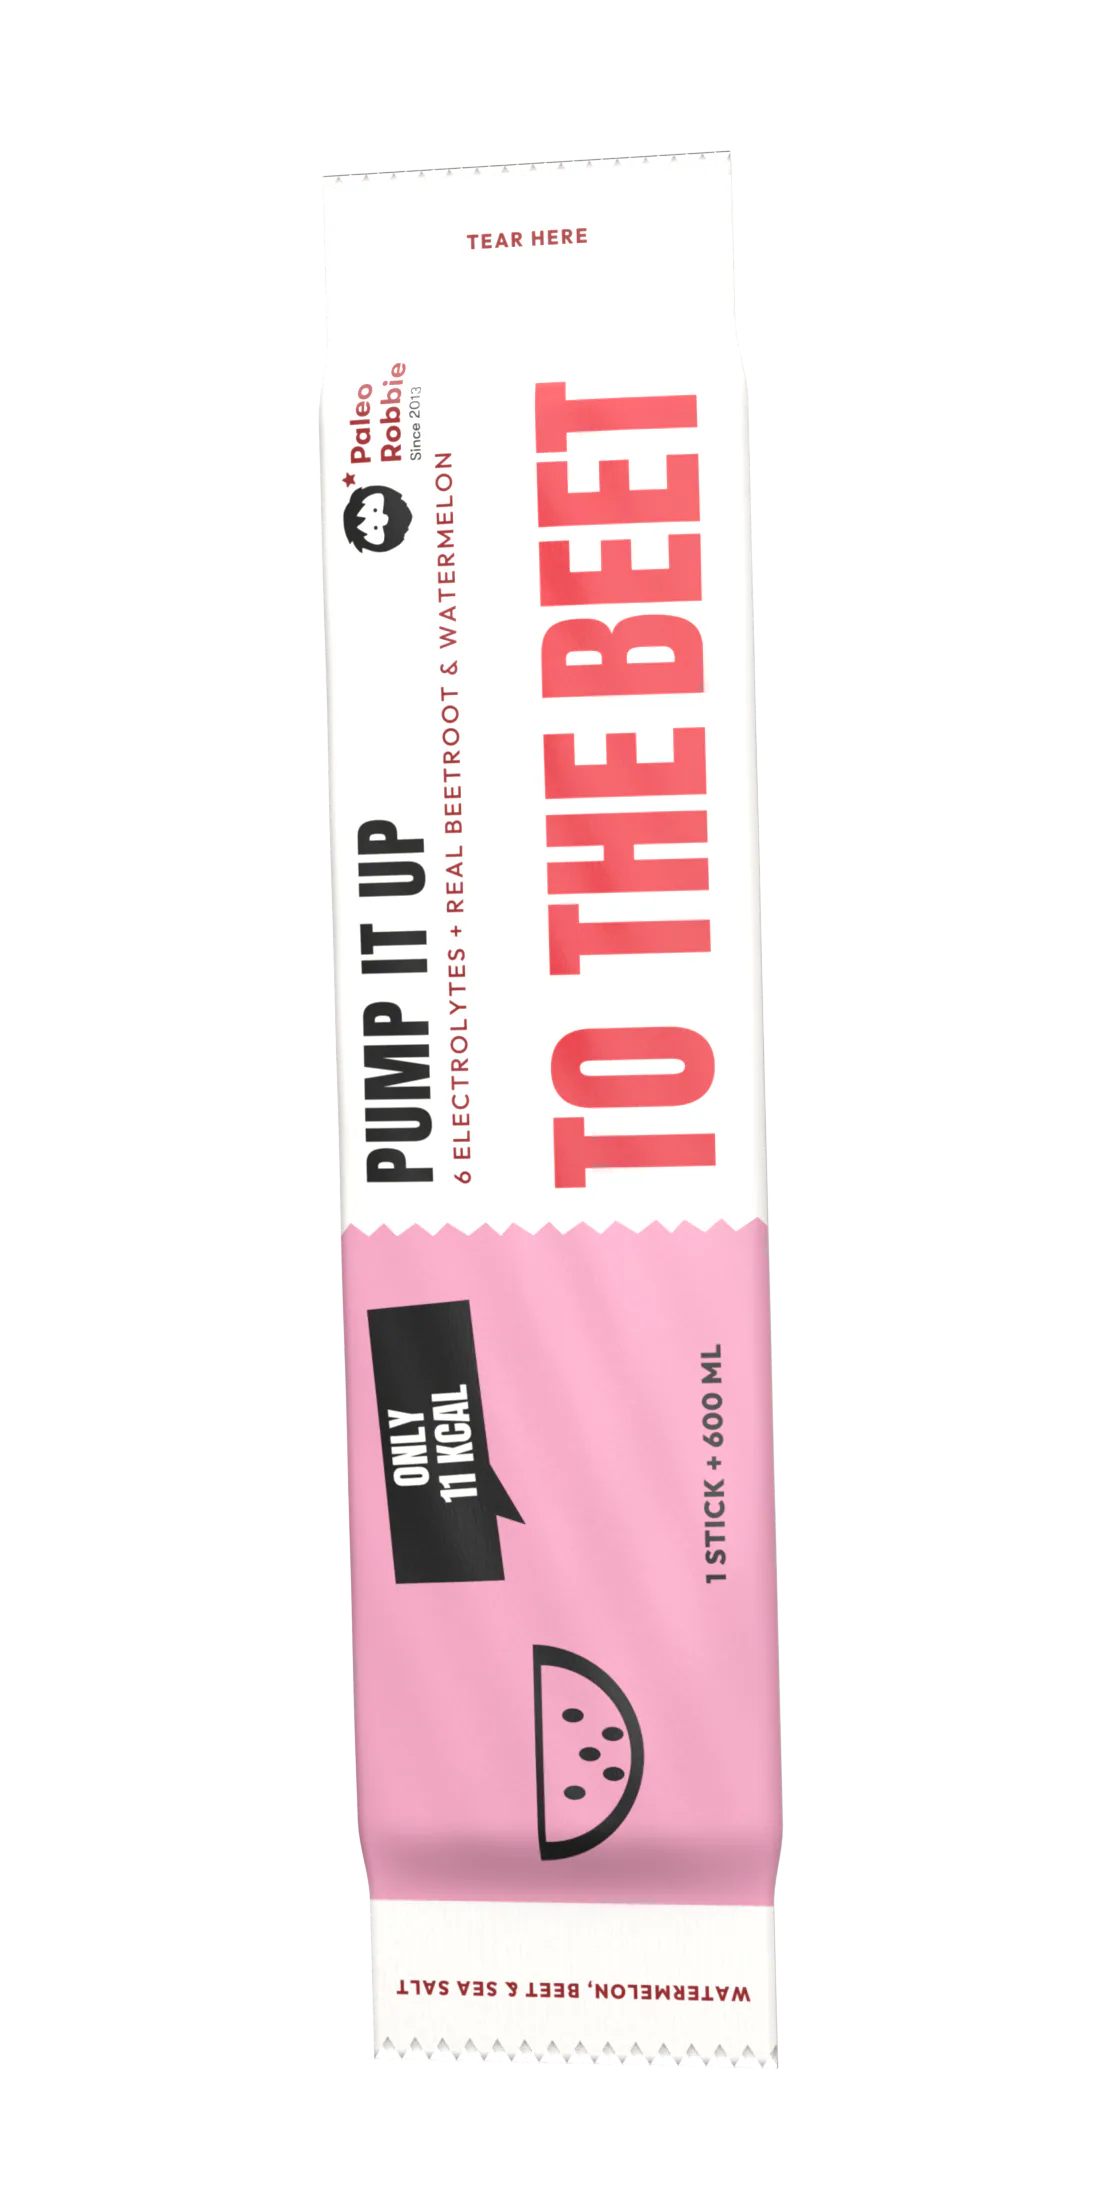 TEAR HERE
Paleo
Robbie
Since 2013
PUMP IT UP
6 ELECTROLYTES + REAL BEETROOT & WATERMELON
TO THE BEET
ONLY
11 KCAL
1 STICK + 600 ML
WATERMELON, BEET & SEA SALT